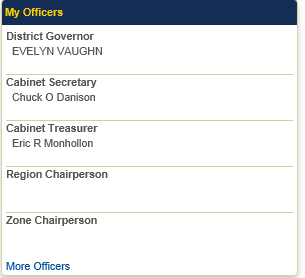 My Officers
District Governor
EVELYN VAUGHN
Cabinet Secretary
Chuck O Danison
Cabinet Treasurer
Eric R Monhollon
Region Chairperson
Zone Chairperson
More Officers